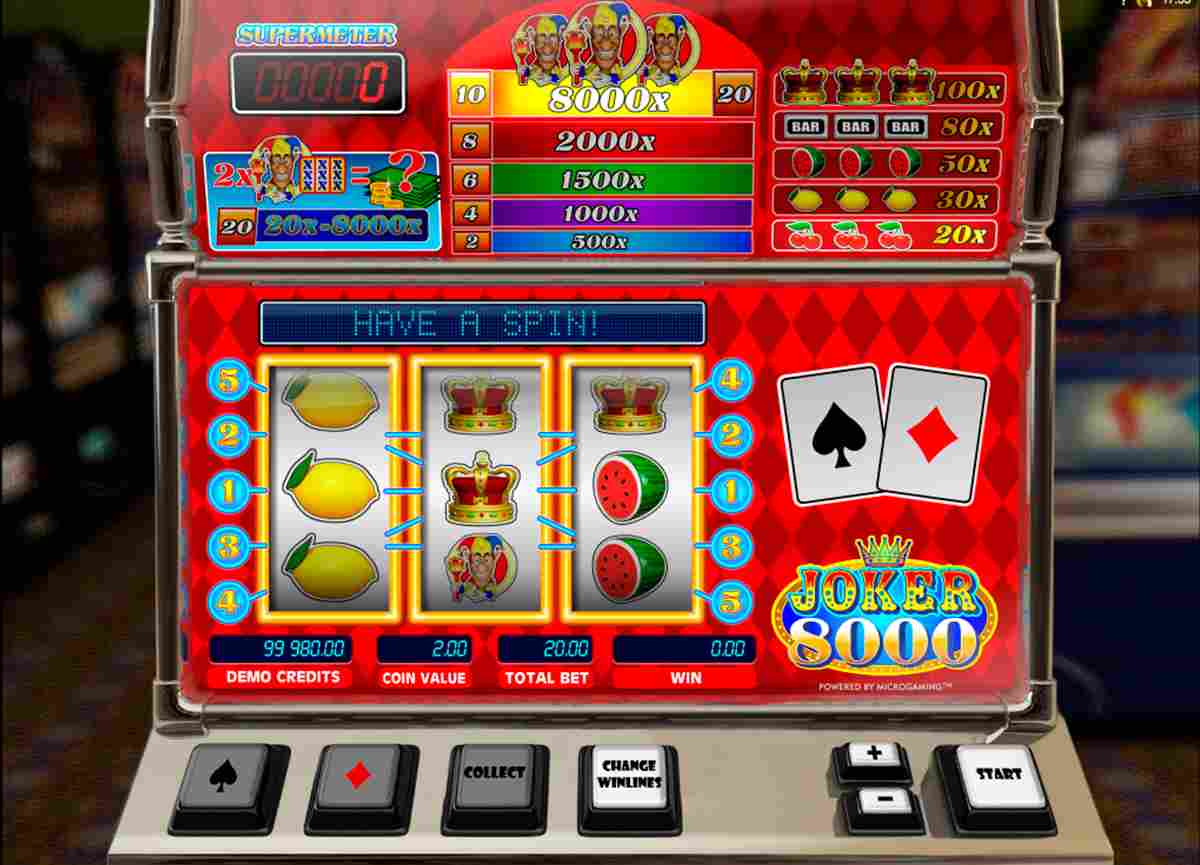 SUPERMETER
0
2x = ?
20 20x-8000x
10 8000x 20
8 2000x
6 1500x
4 1000x
2 500x
100x
BAR BAR BAR 80x
50x
30x
20x
HAVE A SPIN!
5 4
2 2
1 1
3 3
4 5
99 980.00 2.00 20.00 0.00
DEMO CREDITS COIN VALUE TOTAL BET WIN
JOKER
8000
POWERED BY MICROGAMING™
COLLECT
CHANGE
WINLINES
+
-
START